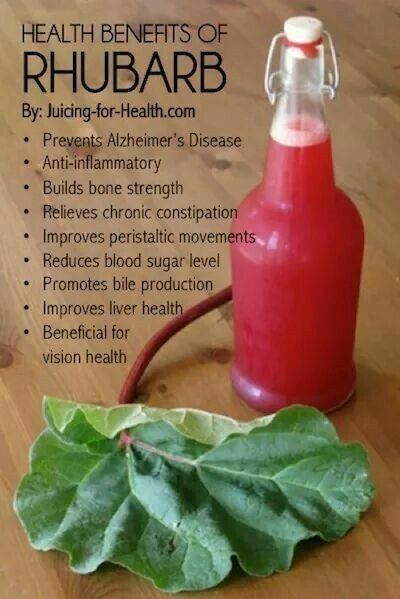 HEALTH BENEFITS OF
RHUBARB
By: Juicing-for-Health.com
• Prevents Alzheimer's Disease
• Anti-inflammatory
• Builds bone strength
• Relieves chronic constipation
• Improves peristaltic movements
• Reduces blood sugar level
• Promotes bile production
• Improves liver health
• Beneficial for
vision health